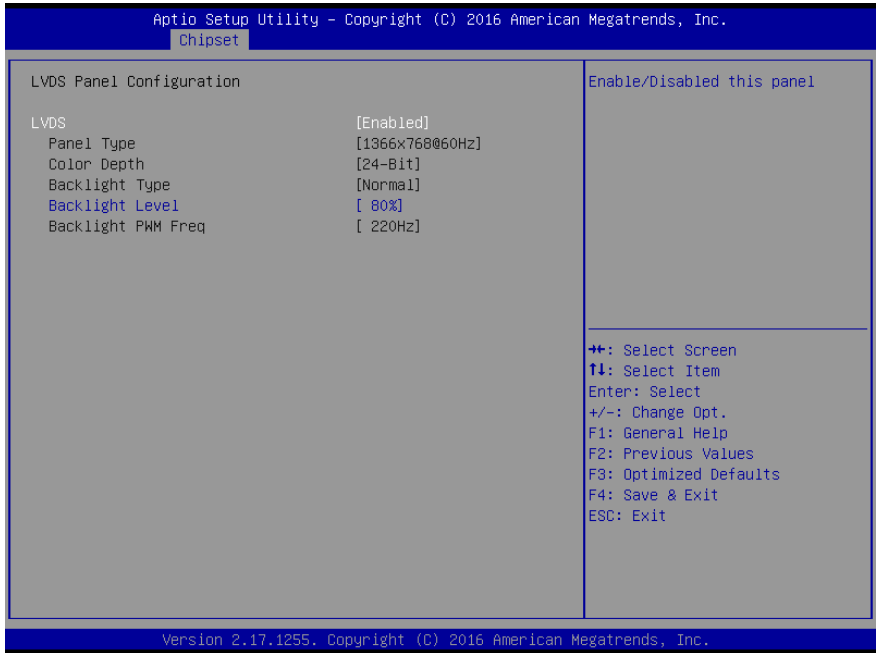 Aptio Setup Utility – Copyright (C) 2016 American Megatrends, Inc.
Chipset
LVDS Panel Configuration
LVDS [Enabled]
Panel Type [1366x768@60Hz]
Color Depth [24-Bit]
Backlight Type [Normal]
Backlight Level [ 80%]
Backlight PWM Freq [ 220Hz]
Enable/Disabled this panel
→←: Select Screen
↑↓: Select Item
Enter: Select
+/-: Change Opt.
F1: General Help
F2: Previous Values
F3: Optimized Defaults
F4: Save & Exit
ESC: Exit
Version 2.17.1255. Copyright (C) 2016 American Megatrends, Inc.